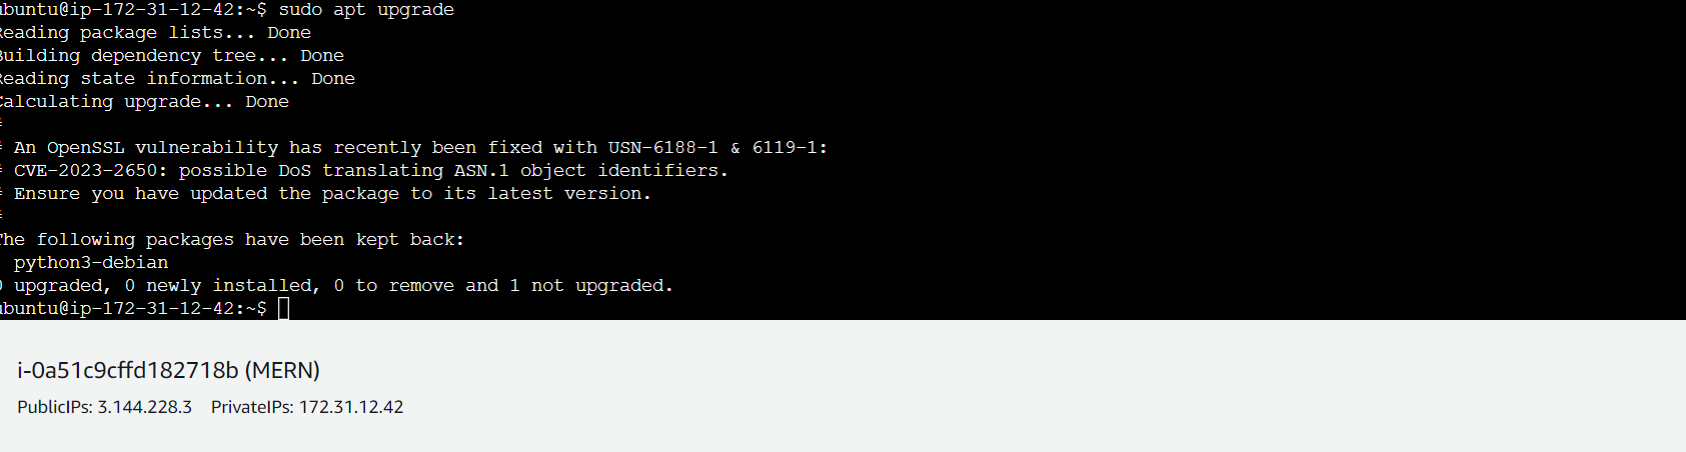 ubuntu@ip-172-31-12-42:~$ sudo apt upgrade
Reading package lists... Done
Building dependency tree... Done
Reading state information... Done
Calculating upgrade... Done
#
# An OpenSSL vulnerability has recently been fixed with USN-6188-1 & 6119-1:
# CVE-2023-2650: possible DoS translating ASN.1 object identifiers.
# Ensure you have updated the package to its latest version.
#
The following packages have been kept back:
python3-debian
0 upgraded, 0 newly installed, 0 to remove and 1 not upgraded.
ubuntu@ip-172-31-12-42:~$
i-0a51c9cffd182718b (MERN)
PublicIPs: 3.144.228.3 PrivateIPs: 172.31.12.42